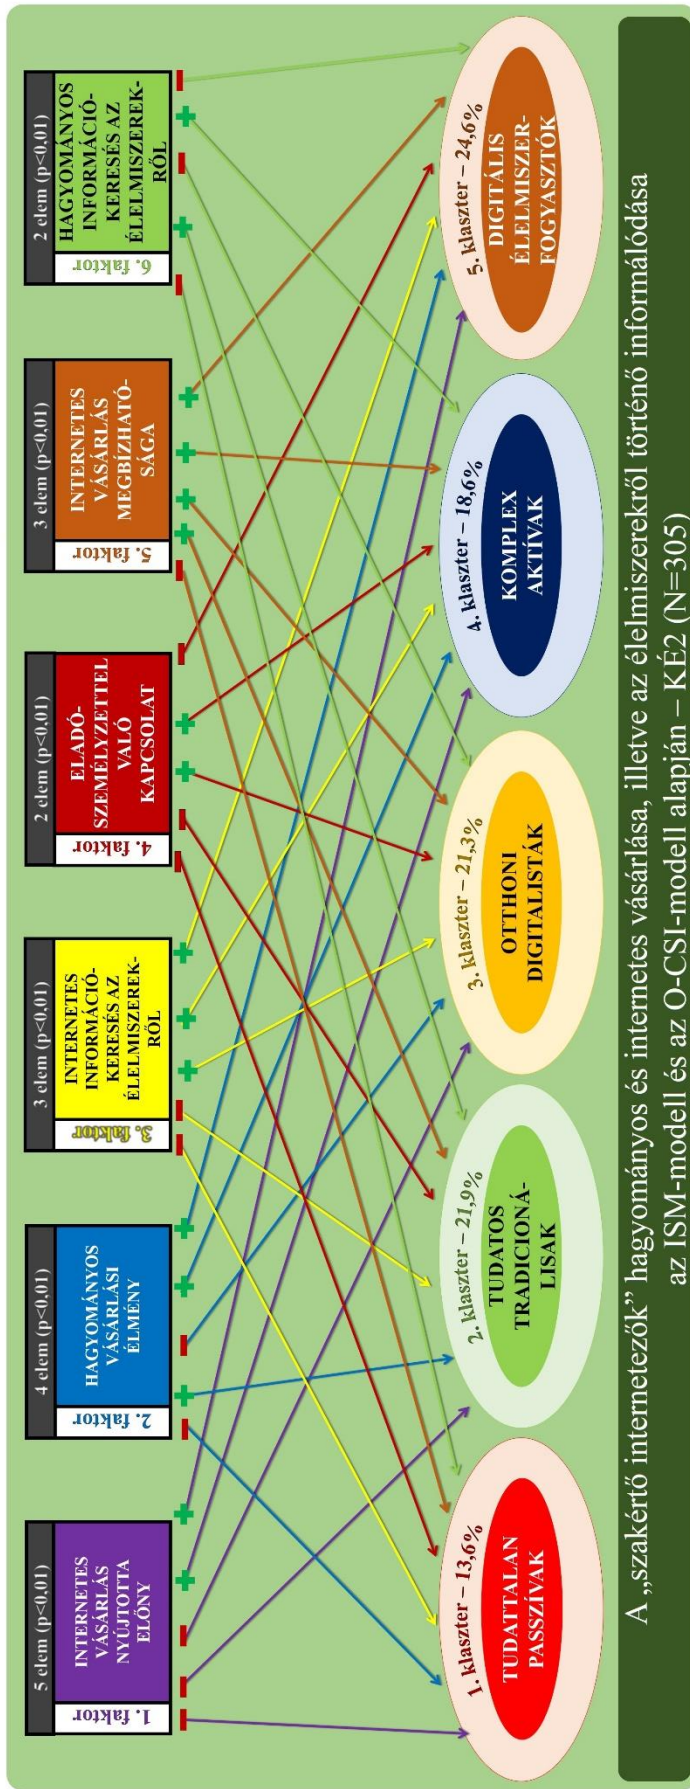 5 elem (p<0,01)
1. faktor
INTERNETES
VÁSÁRLÁS
NYÚJTOTTA
ELŐNY
4 elem (p<0,01)
2. faktor
HAGYOMÁNYOS
VÁSÁRLÁSI
ÉLMÉNY
3 elem (p<0,01)
3. faktor
INTERNETES
INFORMÁCIÓ-
KERESÉS AZ
ÉLELMISZEREK-
RŐL
2 elem (p<0,01)
4. faktor
ELADÓ-
SZEMÉLYZETTEL
VALÓ
KAPCSOLAT
3 elem (p<0,01)
5. faktor
INTERNETES
VÁSÁRLÁS
MEGBÍZHATÓ-
SÁGA
2 elem (p<0,01)
6. faktor
HAGYOMÁNYOS
INFORMÁCIÓ-
KERESÉS AZ
ÉLELMISZEREK-
RŐL
1. klaszter – 13,6%
TUDATTALAN
PASSZÍVAK
2. klaszter – 21,9%
TUDATOS
TRADICIONÁ-
LISAK
3. klaszter – 21,3%
OTTHONI
DIGITALISTÁK
4. klaszter – 18,6%
KOMPLEX
AKTÍVAK
5. klaszter – 24,6%
DIGITÁLIS
ÉLELMISZER-
FOGYASZTÓK
A „szakértő internetezők” hagyományos és internetes vásárlása, illetve az élelmiszerekről történő informálódása
az ISM-modell és az O-CSI-modell alapján – KÉ2 (N=305)